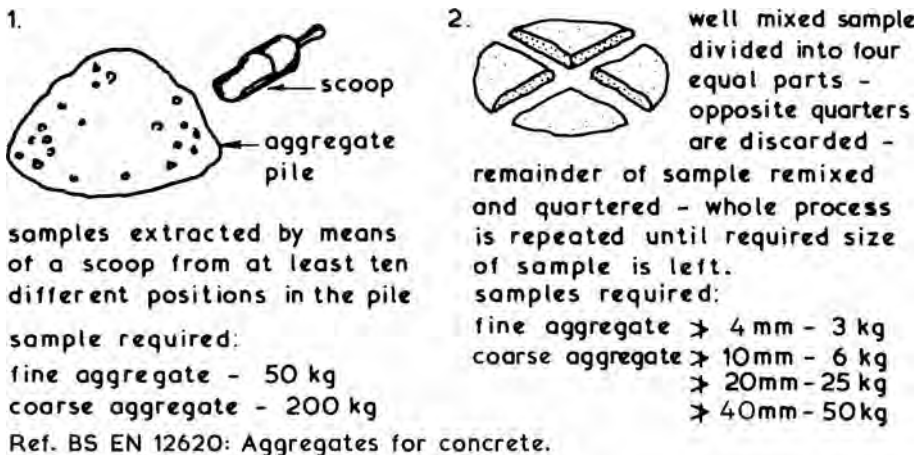 1.
scoop
aggregate
pile
samples extracted by means
of a scoop from at least ten
different positions in the pile
sample required:
fine aggregate - 50 kg
coarse aggregate - 200 kg
2.
well mixed sample
divided into four
equal parts -
opposite quarters
are discarded -
remainder of sample remixed
and quartered - whole process
is repeated until required size
of sample is left.
samples required:
fine aggregate ≯ 4 mm - 3 kg
coarse aggregate ≯ 10mm - 6 kg
≯ 20mm - 25 kg
≯ 40mm - 50kg
Ref. BS EN 12620: Aggregates for concrete.